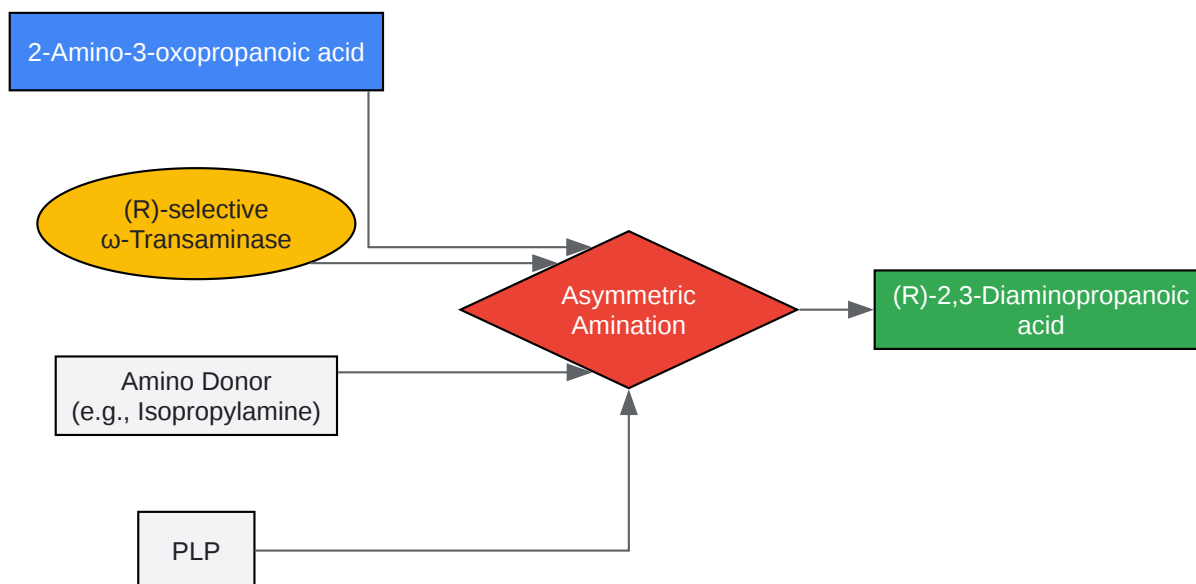 2-Amino-3-oxopropanoic acid
(R)-selective
ω-Transaminase
Asymmetric
Amination
(R)-2,3-Diaminopropanoic
acid
Amino Donor
(e.g., Isopropylamine)
PLP